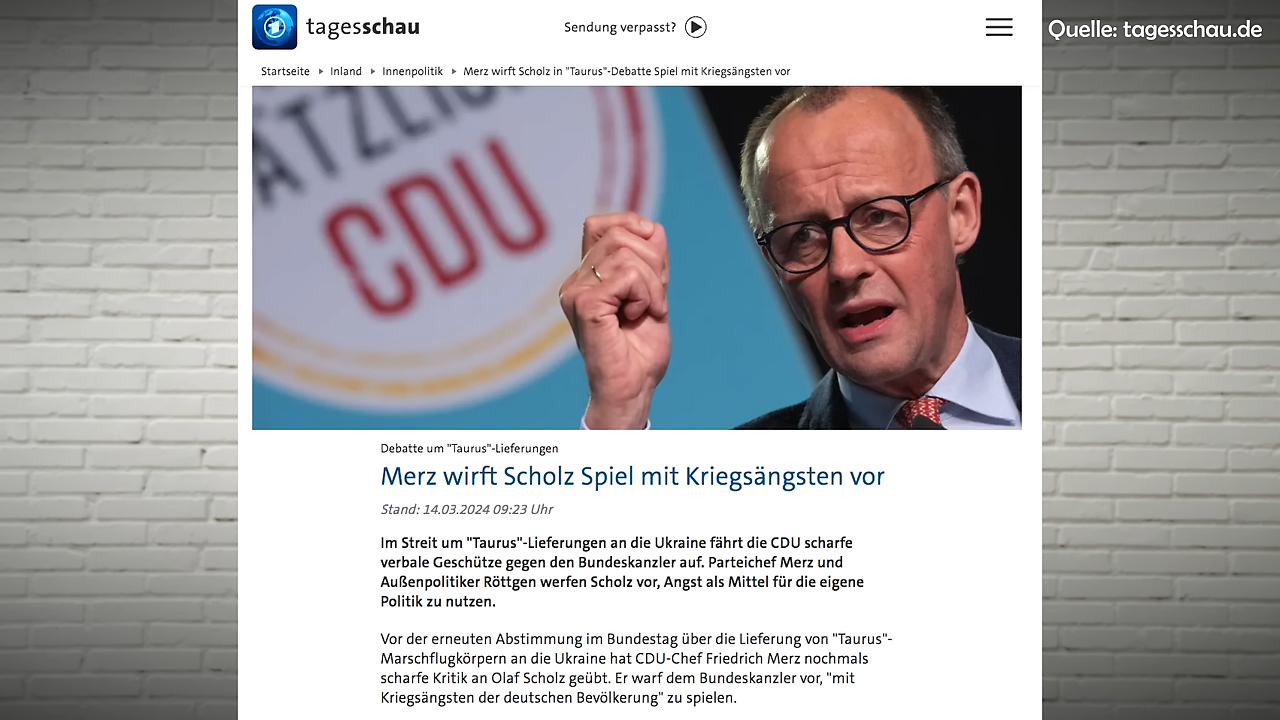 tagesschau
Sendung verpasst?
Quelle: tagesschau.de
Startseite
Inland
Innenpolitik
Merz wirft Scholz in "Taurus"-Debatte Spiel mit Kriegsängsten vor
ÄTZLICH
CDU
Debatte um "Taurus"-Lieferungen
Merz wirft Scholz Spiel mit Kriegsängsten vor
Stand: 14.03.2024 09:23 Uhr
Im Streit um "Taurus"-Lieferungen an die Ukraine fährt die CDU scharfe
verbale Geschütze gegen den Bundeskanzler auf. Parteichef Merz und
Außenpolitiker Röttgen werfen Scholz vor, Angst als Mittel für die eigene
Politik zu nutzen.
Vor der erneuten Abstimmung im Bundestag über die Lieferung von "Taurus"-
Marschflugkörpern an die Ukraine hat CDU-Chef Friedrich Merz nochmals
scharfe Kritik an Olaf Scholz geübt. Er warf dem Bundeskanzler vor, "mit
Kriegsängsten der deutschen Bevölkerung" zu spielen.